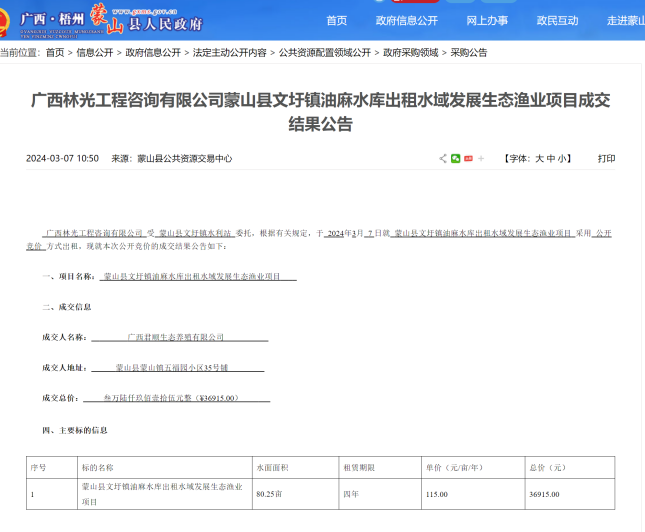 广西·梧州 蒙山县人民政府
首页 政府信息公开 网上办事 政民互动 走进蒙山
当前位置：首页 > 信息公开 > 政府信息公开 > 法定主动公开内容 > 公共资源配置领域公开 > 政府采购领域 > 采购公告
广西林光工程咨询有限公司蒙山县文圩镇油麻水库出租水域发展生态渔业项目成交
结果公告
2024-03-07 10:50 来源：蒙山县公共资源交易中心 【字体：大 中 小】 打印
广西林光工程咨询有限公司 受 蒙山县文圩镇水利站 委托，根据有关规定，于 2024年3月 7日就 蒙山县文圩镇油麻水库出租水域发展生态渔业项目 采用 公开
竞价 方式出租，现就本次公开竞价的成交结果公告如下：
一、项目名称： 蒙山县文圩镇油麻水库出租水域发展生态渔业项目
二、成交信息
成交人名称： 广西君顺生态养殖有限公司
成交人地址： 蒙山县蒙山镇五福园小区35号铺
成交总价： 叁万陆仟玖佰壹拾伍元整（¥36915.00）
四、主要标的信息
序号 标的名称 水面面积 租赁期限 单价（元/亩/年） 总价（元）
1 蒙山县文圩镇油麻水库出租水域发展生态渔业
项目 80.25亩 四年 115.00 36915.00